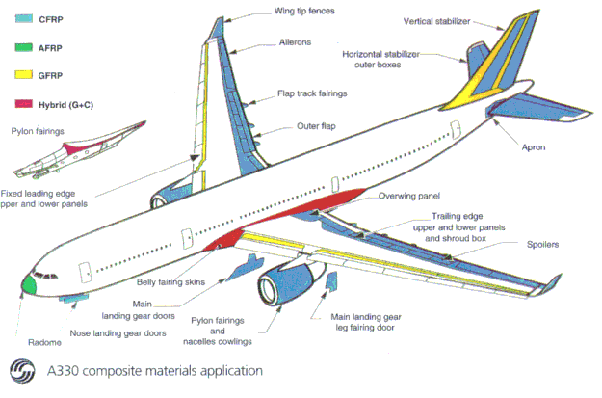 CFRP
AFRP
GFRP
Hybrid (G+C)
Pylon fairings
Wing tip fences
Ailerons
Flap track fairings
Outer flap
Vertical stabilizer
Horizontal stabilizer
outer boxes
Apron
Fixed leading edge
pper and lower panels
Overwing panel
Trailing edge
upper and lower panels
and shroud box
Spoilers
Belly fairing skins
Main
landing gear doors
Nose landing gear doors
Radome
Pylon fairings
and
nacelles cowlings
Main landing gear
leg fairing door
A330 composite materials application